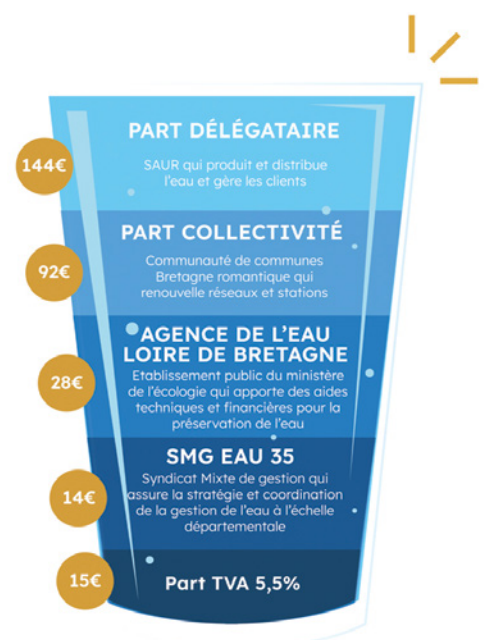 PART DÉLÉGATAIRE
144€
SAUR qui produit et distribue
l'eau et gère les clients
PART COLLECTIVITÉ
92€
Communauté de communes
Bretagne romantique qui
renouvelle réseaux et stations
AGENCE DE L'EAU
LOIRE DE BRETAGNE
28€
Etablissement public du ministère
de l'écologie qui apporte des aides
techniques et financières pour la
préservation de l'eau
SMG EAU 35
14€
Syndicat Mixte de gestion qui
assure la stratégie et coordination
de la gestion de l'eau à l'échelle
départementale
15€
Part TVA 5,5%